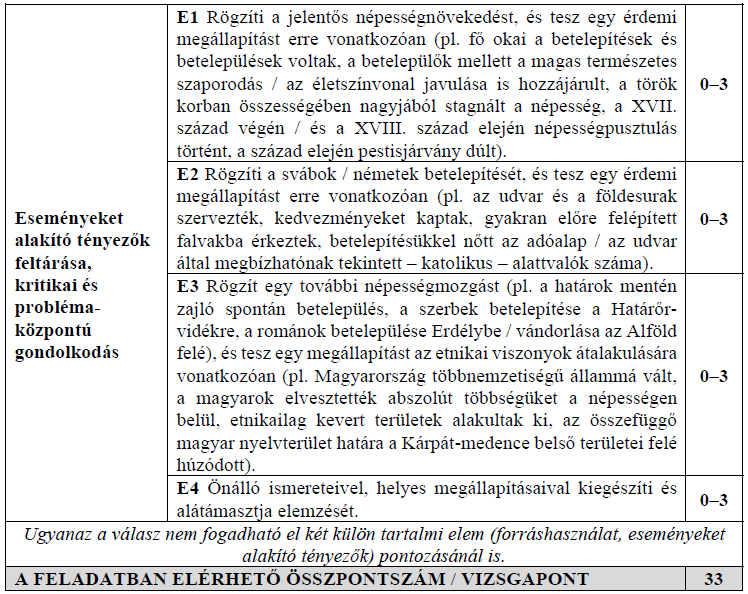 E1 Rögzíti a jelentős népességnövekedést, és tesz egy érdemi
megállapítást erre vonatkozóan (pl. fő okai a betelepítések és
betelepülések voltak, a betelepülők mellett a magas természetes
szaporodás / az életszínvonal javulása is hozzájárult, a török
korban összességében nagyjából stagnált a népesség, a XVII.
század végén / és a XVIII. század elején népességpusztulás
történt, a század elején pestisjárvány dúlt).
0–3
E2 Rögzíti a svábok / németek betelepítését, és tesz egy érdemi
megállapítást erre vonatkozóan (pl. az udvar és a földesurak
szervezték, kedvezményeket kaptak, gyakran előre felépített
falvakba érkeztek, betelepítésükkel nőtt az adóalap / az udvar
által megbízhatónak tekintett – katolikus – alattvalók száma).
0–3
Eseményeket
alakító tényezők
feltárása,
kritikai és
probléma-
központú
gondolkodás
E3 Rögzít egy további népességmozgást (pl. a határok mentén
zajló spontán betelepülés, a szerbek betelepítése a Határőr-
vidékre, a románok betelepülése Erdélybe / vándorlása az Alföld
felé), és tesz egy megállapítást az etnikai viszonyok átalakulására
vonatkozóan (pl. Magyarország többnemzetiségű állammá vált,
a magyarok elvesztették abszolút többségüket a népességen
belül, etnikailag kevert területek alakultak ki, az összefüggő
magyar nyelvterület határa a Kárpát-medence belső területei felé
húzódott).
0–3
E4 Önálló ismereteivel, helyes megállapításaival kiegészíti és
alátámasztja elemzését.
0–3
Ugyanaz a válasz nem fogadható el két külön tartalmi elem (forráshasználat, eseményeket
alakító tényezők) pontozásánál is.
A FELADATBAN ELÉRHETŐ ÖSSZPONTSZÁM / VIZSGAPONT 33